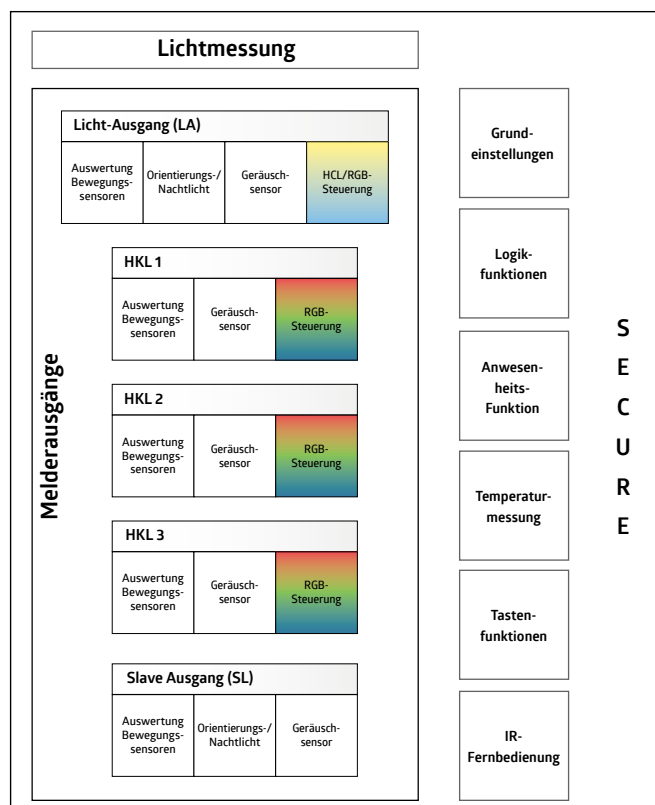 Lichtmessung
Melderausgänge
Licht-Ausgang (LA)
Auswertung
Bewegungs-
sensoren
Orientierungs-/
Nachtlicht
Geräusch-
sensor
HCL/RGB-
Steuerung
HKL 1
Auswertung
Bewegungs-
sensoren
Geräusch-
sensor
RGB-
Steuerung
HKL 2
Auswertung
Bewegungs-
sensoren
Geräusch-
sensor
RGB-
Steuerung
HKL 3
Auswertung
Bewegungs-
sensoren
Geräusch-
sensor
RGB-
Steuerung
Slave Ausgang (SL)
Auswertung
Bewegungs-
sensoren
Orientierungs-/
Nachtlicht
Geräusch-
sensor
Grund-
einstellungen
Logik-
funktionen
Anwesen-
heits-
Funktion
Temperatur-
messung
Tasten-
funktionen
IR-
Fernbedienung
S
E
C
U
R
E